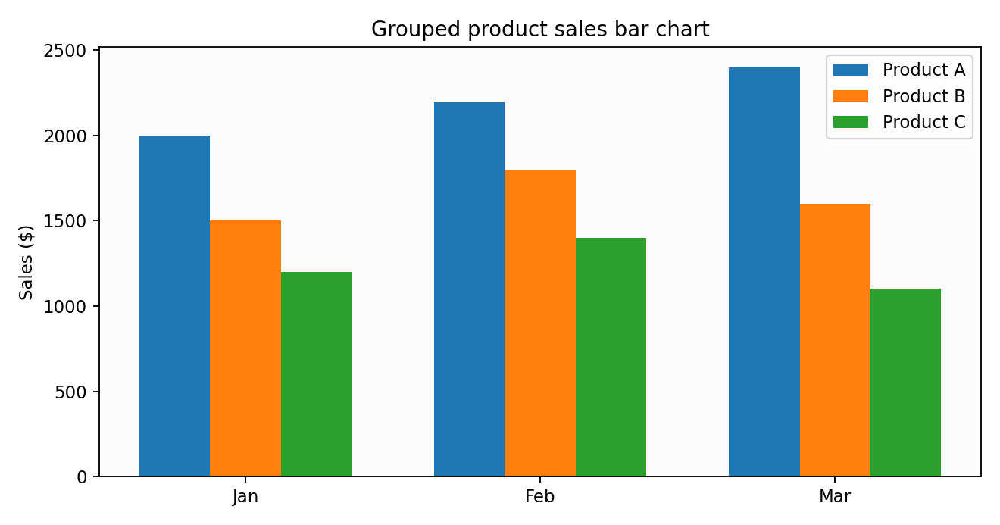 Grouped product sales bar chart
2500
2000
1500
1000
500
0
Sales ($)
Product A
Product B
Product C
Jan
Feb
Mar